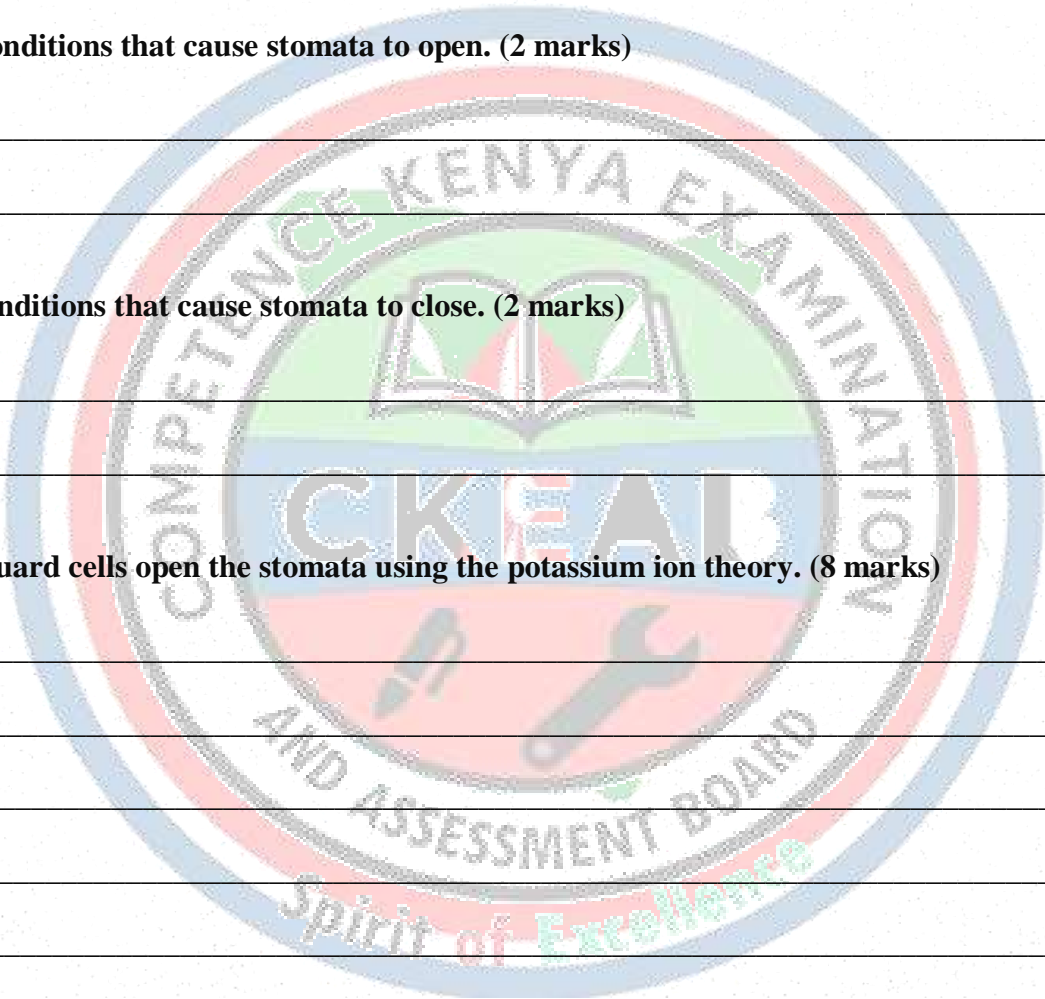 onditions that cause stomata to open. (2 marks)
COMPETENCE KENYA EXAMINATION
nditions that cause stomata to close. (2 marks)
CKEAB
uard cells open the stomata using the potassium ion theory. (8 marks)
AND ASSESSMENT BOARD
Spirit of Excellence